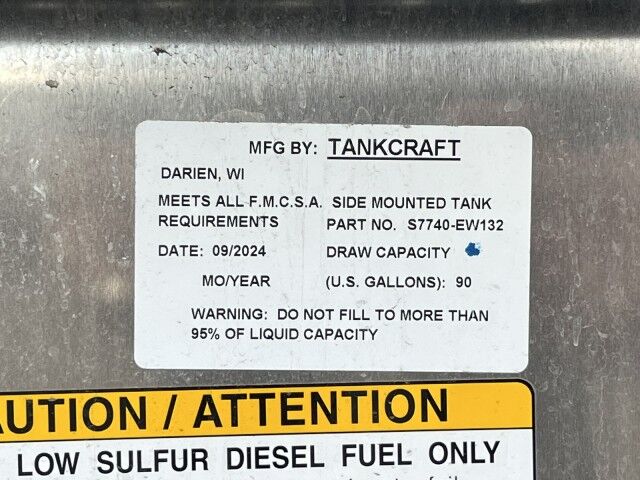 MFG BY: TANKCRAFT
DARIEN, WI
MEETS ALL F.M.C.S.A. SIDE MOUNTED TANK
REQUIREMENTS PART NO. S7740-EW132
DATE: 09/2024 DRAW CAPACITY
MO/YEAR (U.S. GALLONS): 90
WARNING: DO NOT FILL TO MORE THAN
95% OF LIQUID CAPACITY
AUTION / ATTENTION
LOW SULFUR DIESEL FUEL ONLY